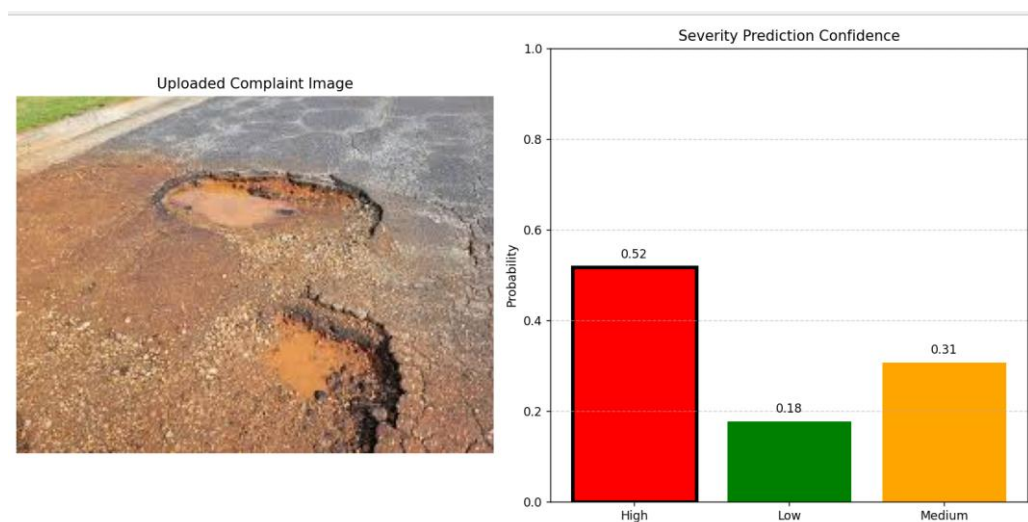 Uploaded Complaint Image
Severity Prediction Confidence
1.0
0.8
0.6
0.4
0.2
0.0
Probability
0.52
0.18
0.31
High
Low
Medium